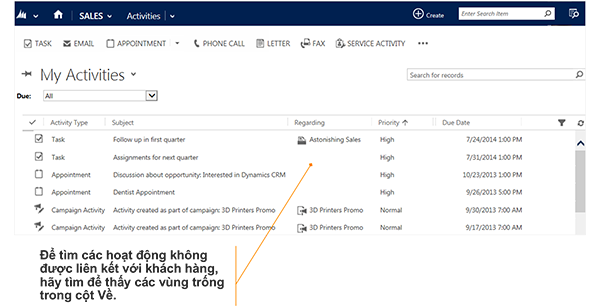 SALES Activities Create Enter Search Item
TASK EMAIL APPOINTMENT PHONE CALL LETTER FAX SERVICE ACTIVITY •••
My Activities Search for records
Due: All
Activity Type Subject Regarding Priority Due Date
Task Follow up in first quarter Astonishing Sales High 7/24/2014 1:00 PM
Task Assignments for next quarter High 7/31/2014 1:00 PM
Appointment Discussion about opportunity: Interested in Dynamics CRM High 10/23/2013 1:00 PM
Appointment Dentist Appointment High 9/26/2013 5:00 PM
Campaign Activity Activity created as part of campaign: 3D Printers Promo 3D Printers Promo Normal 9/30/2013 7:00 AM
Campaign Activity Activity created as part of campaign: 3D Printers Promo 3D Printers Promo Normal 9/17/2013 7:00 AM
Để tìm các hoạt động không
được liên kết với khách hàng,
hãy tìm để thấy các vùng trống
trong cột Về.